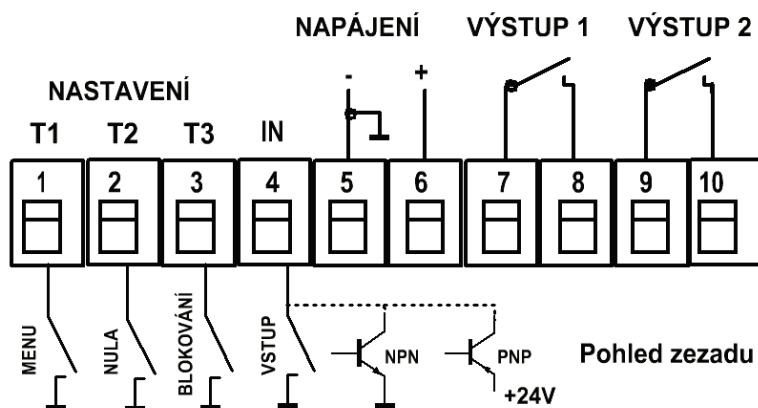 NAPÁJENÍ VÝSTUP 1 VÝSTUP 2
- +
NASTAVENÍ
T1 T2 T3 IN
1 2 3 4 5 6 7 8 9 10
MENU
NULA
BLOKOVÁNÍ
VSTUP
NPN
PNP
Pohled zezadu
+24V